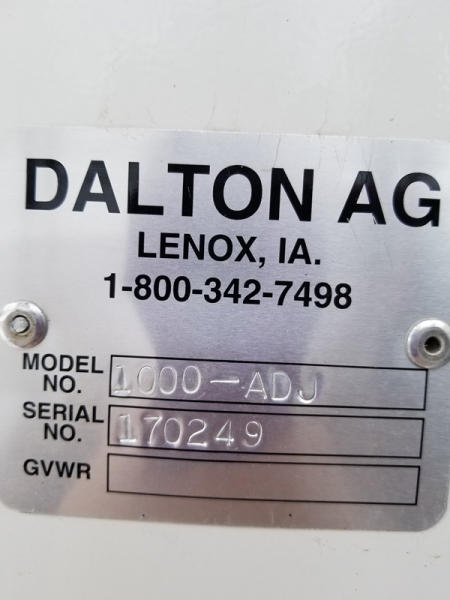 DALTON AG
LENOX, IA.
1-800-342-7498
MODEL NO. 1000-ADJ
SERIAL NO. 170249
GVWR